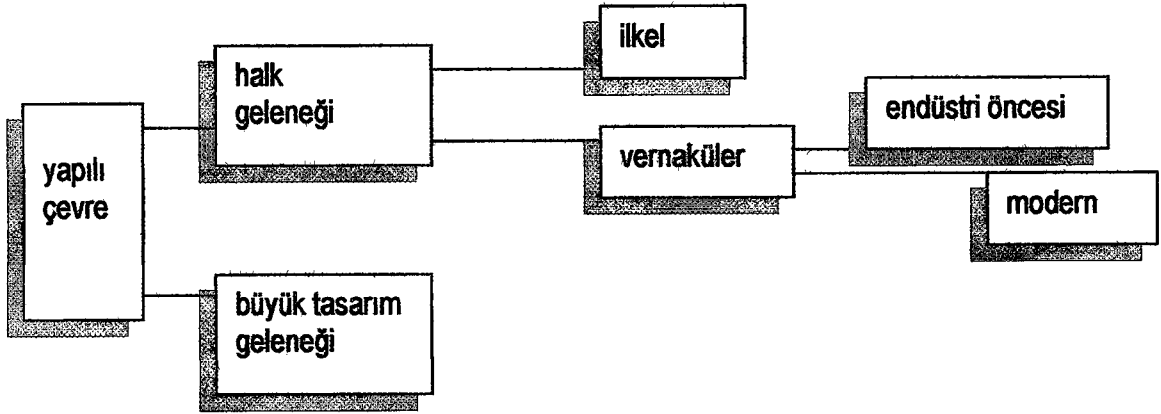 ilkel
halk
geleneği
endüstri öncesi
vernaküler
yapılı
çevre
modern
büyük tasarım
geleneği